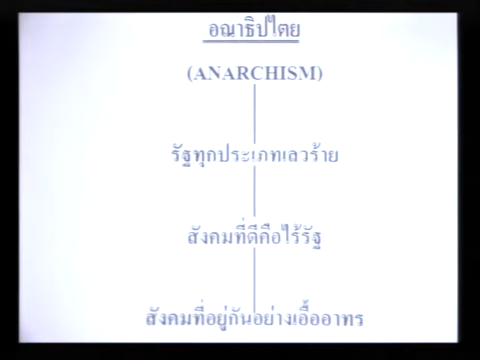 อณาธิปไตย
(ANARCHISM)
รัฐทุกประเภทเลวร้าย
สังคมที่ดีคือไร้รัฐ
สังคมที่อยู่กันอย่างเอื้ออาทร